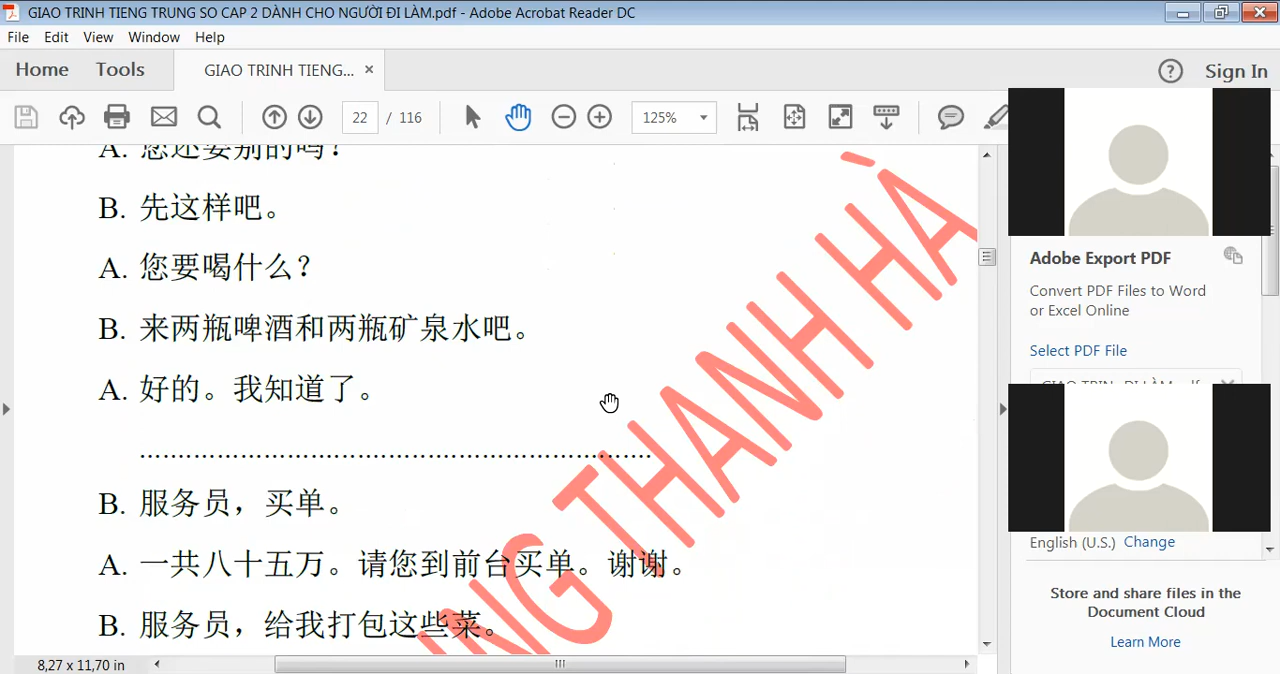 GIAO TRINH TIENG TRUNG SO CAP 2 DÀNH CHO NGƯỜI ĐI LÀM.pdf - Adobe Acrobat Reader DC
File Edit View Window Help
Home Tools GIAO TRINH TIENG... × Sign In
22 / 116 125%
A. 您还要别的吗?
B. 先这样吧。
A. 您要喝什么?
B. 来两瓶啤酒和两瓶矿泉水吧。
A. 好的。我知道了。
........................................................................
B. 服务员，买单。
A. 一共八十五万。请您到前台买单。谢谢。
B. 服务员，给我打包这些菜。
NG THANH HÀ
Adobe Export PDF
Convert PDF Files to Word
or Excel Online
Select PDF File
English (U.S.) Change
Store and share files in the
Document Cloud
Learn More
8,27 x 11,70 in